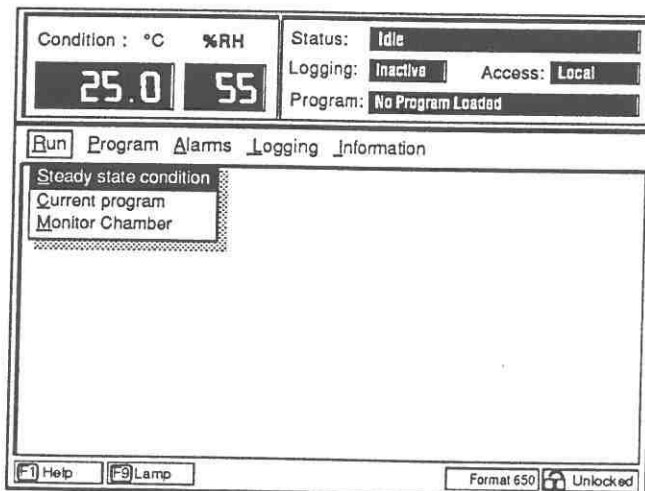 Condition : °C %RH
25.0 55
Status: Idle
Logging: Inactive Access: Local
Program: No Program Loaded
Run Program Alarms Logging Information
Steady state condition
Current program
Monitor Chamber
F1 Help F9 Lamp Format 650 Unlocked